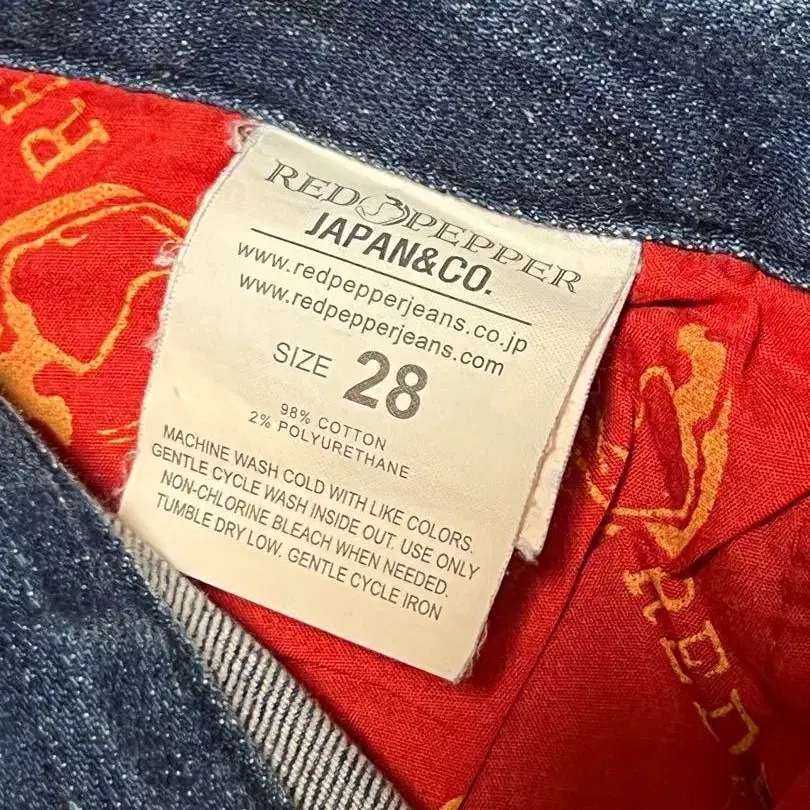 RED PEPPER
JAPAN&CO.
www.redpepperjeans.co.jp
www.redpepperjeans.com
SIZE 28
98% COTTON
2% POLYURETHANE
MACHINE WASH COLD WITH LIKE COLORS.
GENTLE CYCLE WASH INSIDE OUT. USE ONLY
NON-CHLORINE BLEACH WHEN NEEDED.
TUMBLE DRY LOW. GENTLE CYCLE IRON
RED